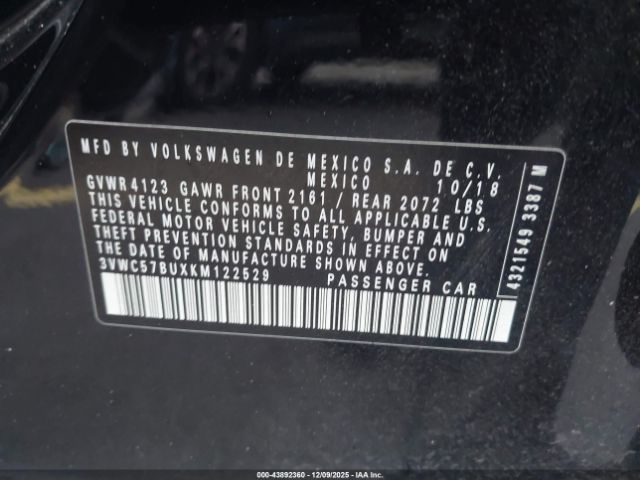 MFD BY VOLKSWAGEN DE MEXICO S.A. DE C.V.
MEXICO 10/18
GVWR 4123 GAWR FRONT 2161 / REAR 2072 LBS
THIS VEHICLE CONFORMS TO ALL APPLICABLE U.S.
FEDERAL MOTOR VEHICLE SAFETY, BUMPER AND
THEFT PREVENTION STANDARDS IN EFFECT ON
THE DATE OF MANUFACTURE SHOWN ABOVE.
3VWC57BUXKM122529 PASSENGER CAR
4321549 3387 M
000-43892360 - 12/09/2025 - IAAI.com